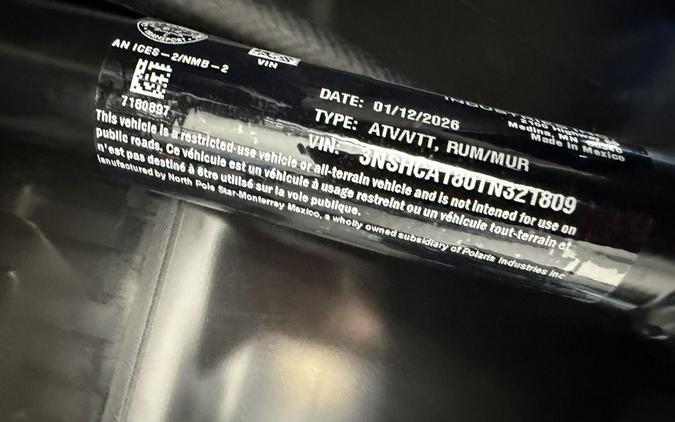 TRANSPORT
AN ICES-2/NMB-2
VIN
7180897
DATE: 01/12/2026
TYPE: ATV/VTT, RUM/MUR
VIN: 3NSHCA180TN321809
Medina, MN
Made in Mexico
This vehicle is a restricted-use vehicle or all-terrain vehicle and is not intened for use on
public roads. Ce véhicule est un véhicule à usage restreint ou un véhicule tout-terrain et
n'est pas destiné à être utilisé sur la voie publique.
Manufactured by North Pole Star-Monterrey Mexico, a wholly owned subsidiary of Polaris Industries Inc.